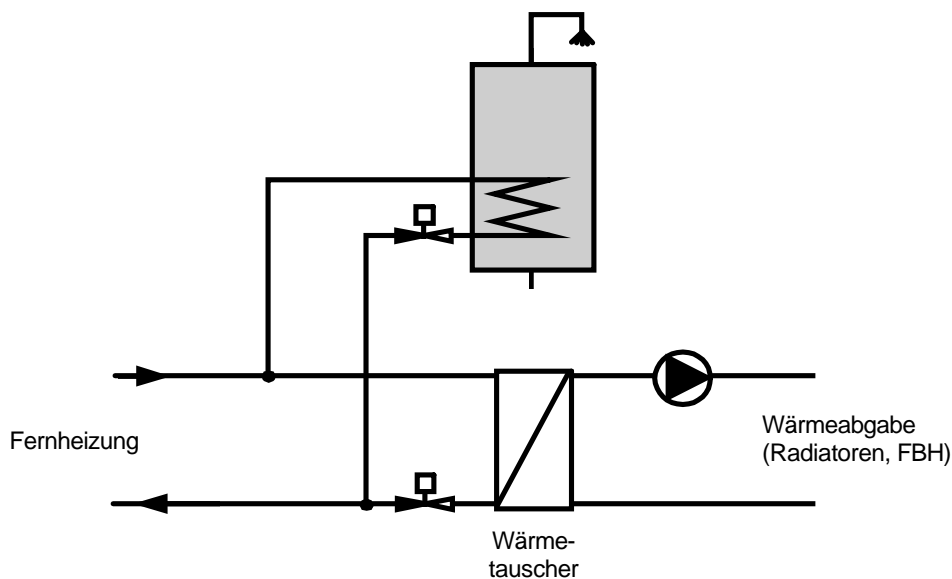 Fernheizung
Wärmeabgabe
(Radiatoren, FBH)
Wärme-
tauscher